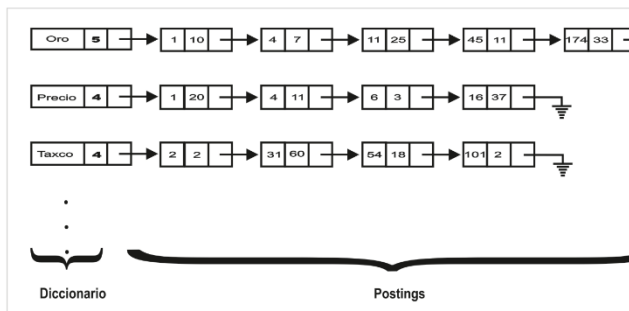 Oro 5 1 10 4 7 11 25 45 11 174 33
Precio 4 1 20 4 11 6 3 16 37
Taxco 4 2 2 31 60 54 18 101 2
Diccionario Postings